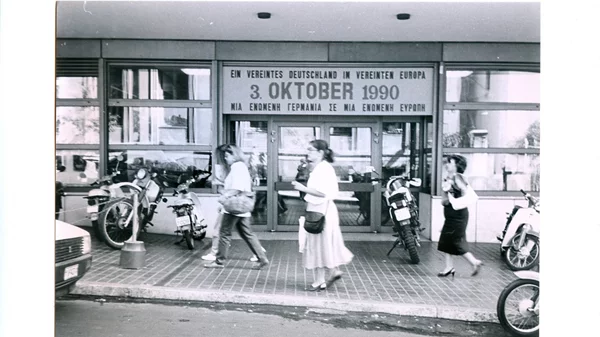 EIN VEREINTES DEUTSCHLAND IM VEREINTEN EUROPA
3. OKTOBER 1990
ΜΙΑ ΕΝΩΜΕΝΗ ΓΕΡΜΑΝΙΑ ΣΕ ΜΙΑ ΕΝΩΜΕΝΗ ΕΥΡΩΠΗ